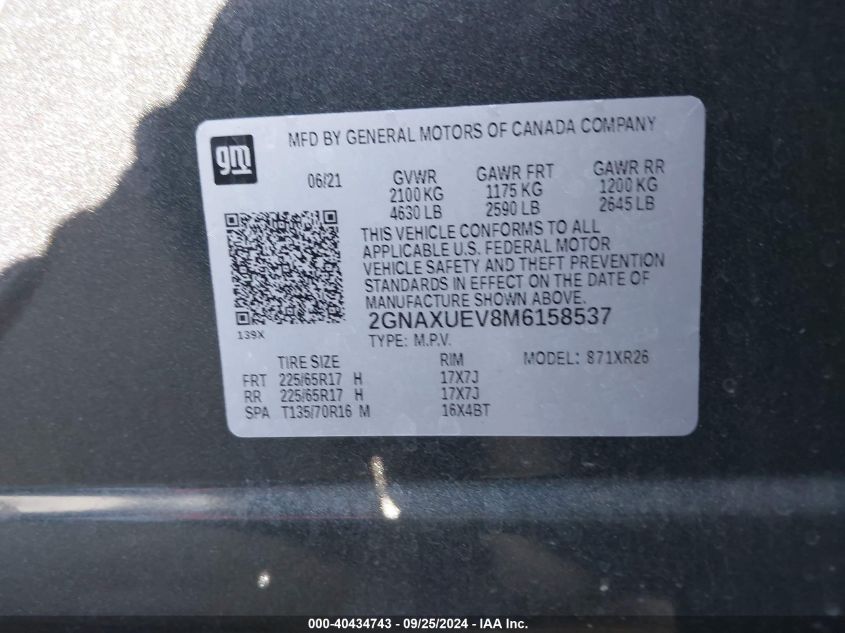 gm
MFD BY GENERAL MOTORS OF CANADA COMPANY
06/21 GVWR GAWR FRT GAWR RR
2100 KG 1175 KG 1200 KG
4630 LB 2590 LB 2645 LB
THIS VEHICLE CONFORMS TO ALL
APPLICABLE U.S. FEDERAL MOTOR
VEHICLE SAFETY AND THEFT PREVENTION
STANDARDS IN EFFECT ON THE DATE OF
MANUFACTURE SHOWN ABOVE.
139X
2GNAXUEV8M6158537
TYPE: M.P.V.
TIRE SIZE RIM MODEL: 871XR26
FRT 225/65R17 H 17X7J
RR 225/65R17 H 17X7J
SPA T135/70R16 M 16X4BT
000-40434743 - 09/25/2024 - IAA Inc.